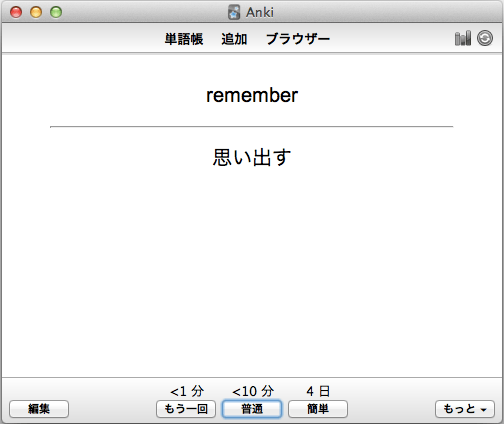 Anki
単語帳 追加 ブラウザー
remember
思い出す
<1 分 <10 分 4 日
編集 もう一回 普通 簡単 もっと